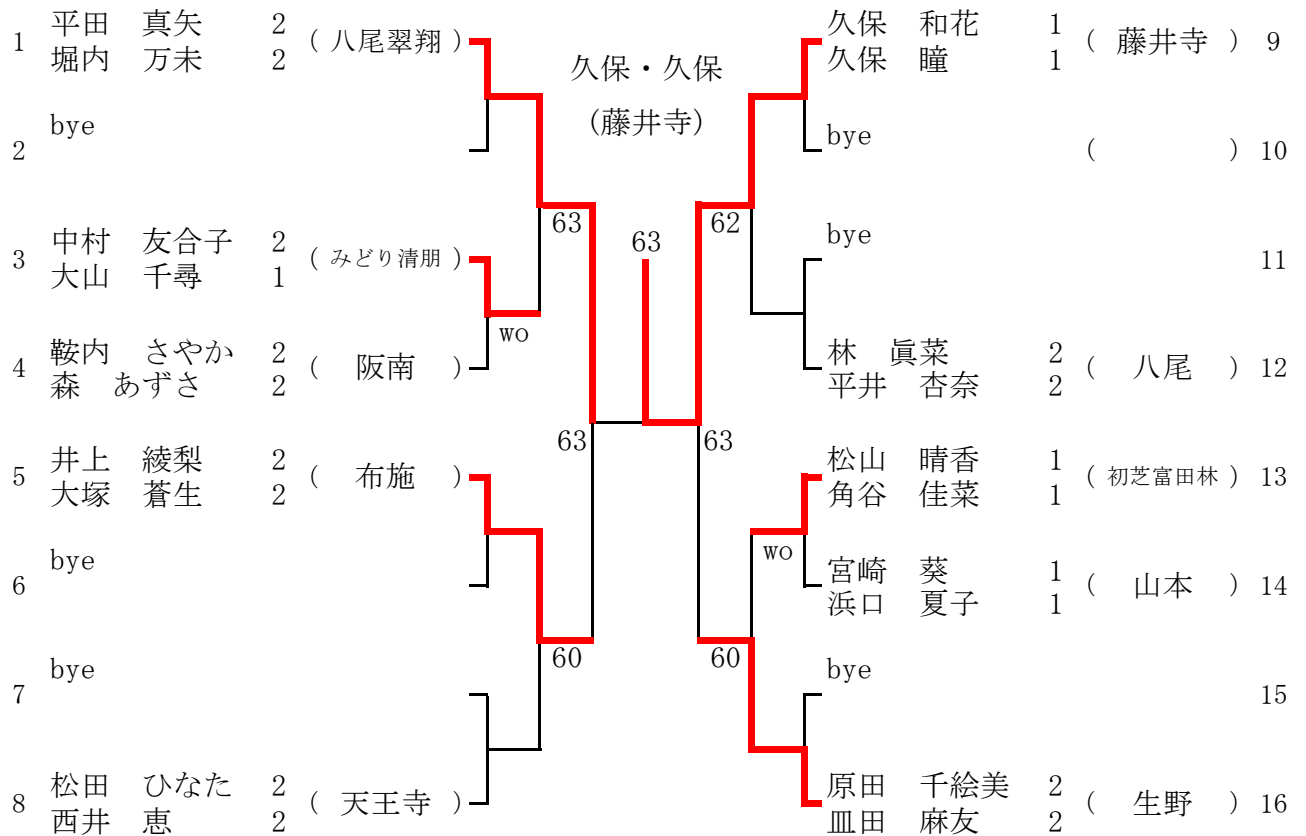 1 平田 真矢 2 ( 八尾翠翔 )
堀内 万未 2
2 bye
3 中村 友合子 2 ( みどり清朋 )
大山 千尋 1
4 鞍内 さやか 2 ( 阪南 )
森 あずさ 2
5 井上 綾梨 2 ( 布施 )
大塚 蒼生 2
6 bye
7 bye
8 松田 ひなた 2 ( 天王寺 )
西井 恵 2
63
wo
63
60
久保・久保
(藤井寺)
63
62
63
wo
60
久保 和花 1 ( 藤井寺 ) 9
久保 瞳 1
bye ( ) 10
bye 11
林 眞菜 2 ( 八尾 ) 12
平井 杏奈 2
松山 晴香 1 ( 初芝富田林 ) 13
角谷 佳菜 1
宮崎 葵 1 ( 山本 ) 14
浜口 夏子 1
bye 15
原田 千絵美 2 ( 生野 ) 16
皿田 麻友 2